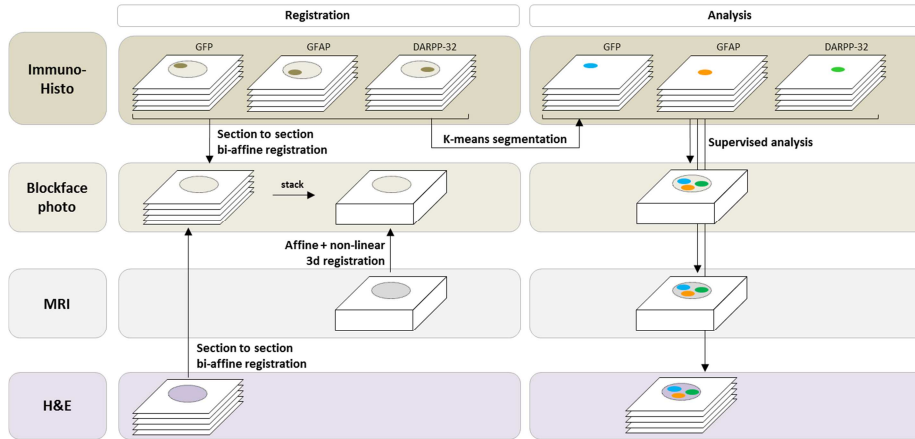 Registration
Analysis
Immuno-
Histo
GFP
GFAP
DARPP-32
GFP
GFAP
DARPP-32
Section to section
bi-affine registration
K-means segmentation
Supervised analysis
Blockface
photo
stack
Affine + non-linear
3d registration
MRI
Section to section
bi-affine registration
H&E